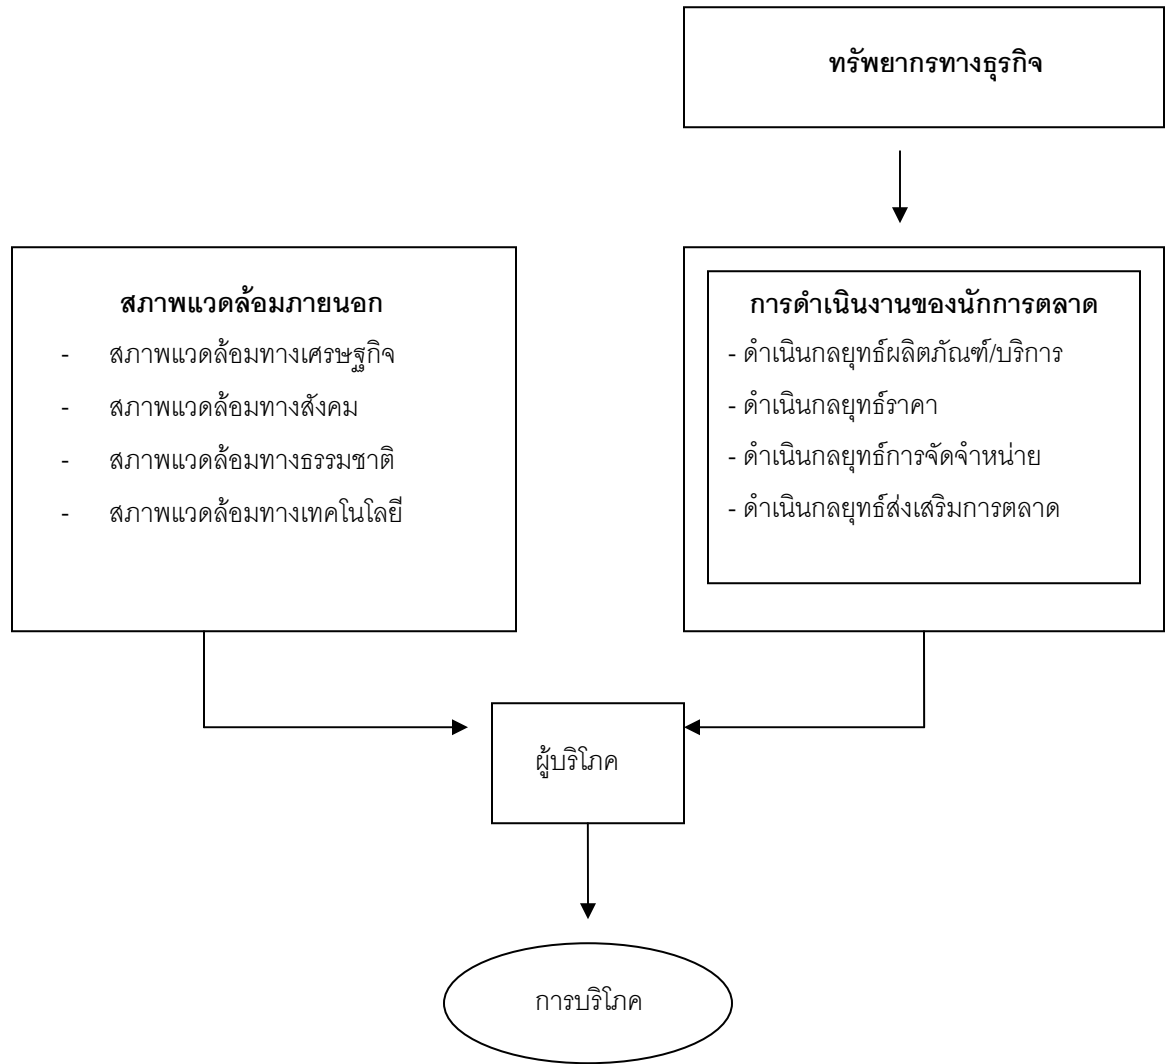 ทรัพยากรทางธุรกิจ
สภาพแวดล้อมภายนอก
- สภาพแวดล้อมทางเศรษฐกิจ
- สภาพแวดล้อมทางสังคม
- สภาพแวดล้อมทางธรรมชาติ
- สภาพแวดล้อมทางเทคโนโลยี
การดำเนินงานของนักการตลาด
- ดำเนินกลยุทธ์ผลิตภัณฑ์/บริการ
- ดำเนินกลยุทธ์ราคา
- ดำเนินกลยุทธ์การจัดจำหน่าย
- ดำเนินกลยุทธ์ส่งเสริมการตลาด
ผู้บริโภค
การบริโภค